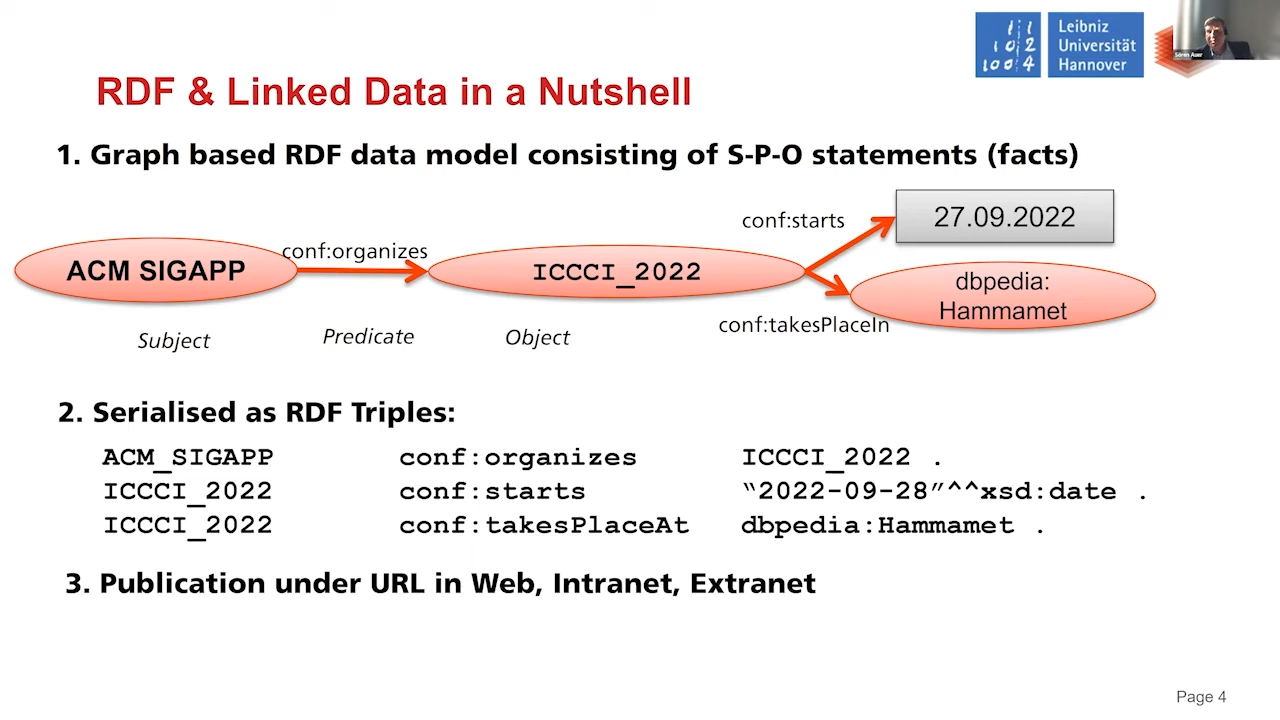 Leibniz
Universität
Hannover
Sören Auer
RDF & Linked Data in a Nutshell
1. Graph based RDF data model consisting of S-P-O statements (facts)
ACM SIGAPP
conf:organizes
ICCCI_2022
conf:starts
27.09.2022
conf:takesPlaceIn
dbpedia:
Hammamet
Subject
Predicate
Object
2. Serialised as RDF Triples:
ACM_SIGAPP conf:organizes ICCCI_2022 .
ICCCI_2022 conf:starts “2022-09-28”^^xsd:date .
ICCCI_2022 conf:takesPlaceAt dbpedia:Hammamet .
3. Publication under URL in Web, Intranet, Extranet
Page 4